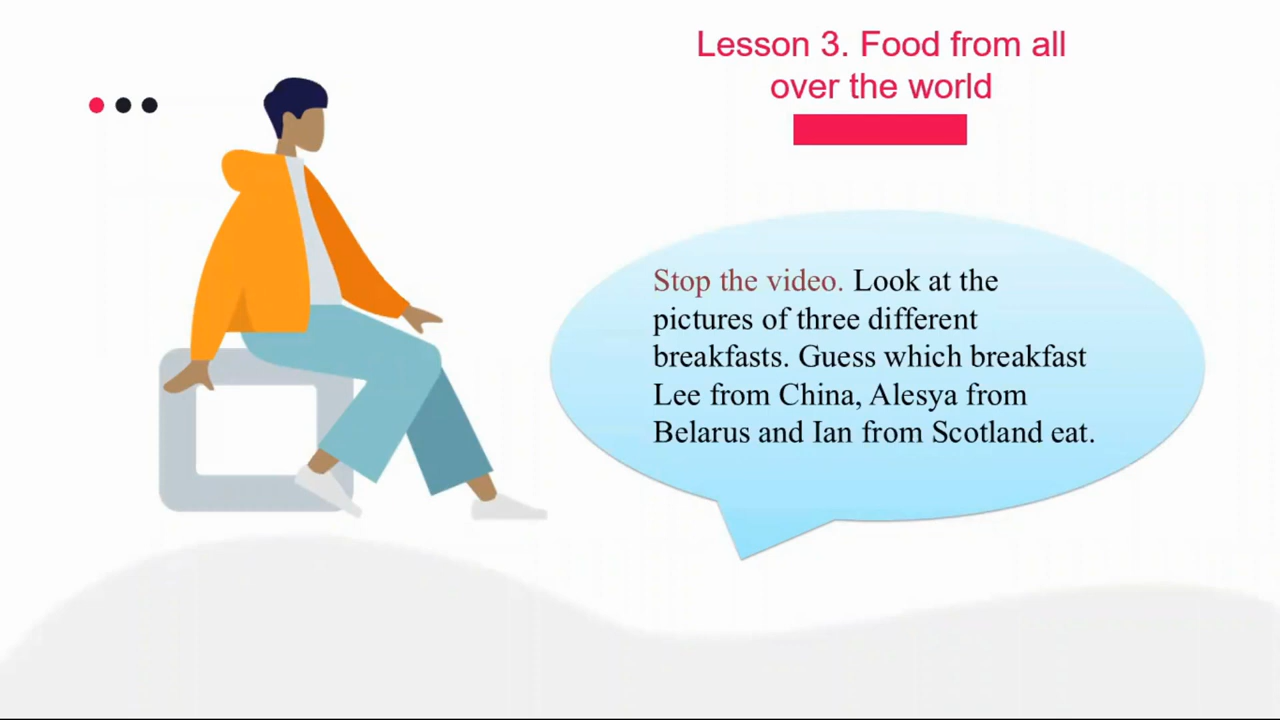 Lesson 3. Food from all
over the world
Stop the video. Look at the
pictures of three different
breakfasts. Guess which breakfast
Lee from China, Alesya from
Belarus and Ian from Scotland eat.